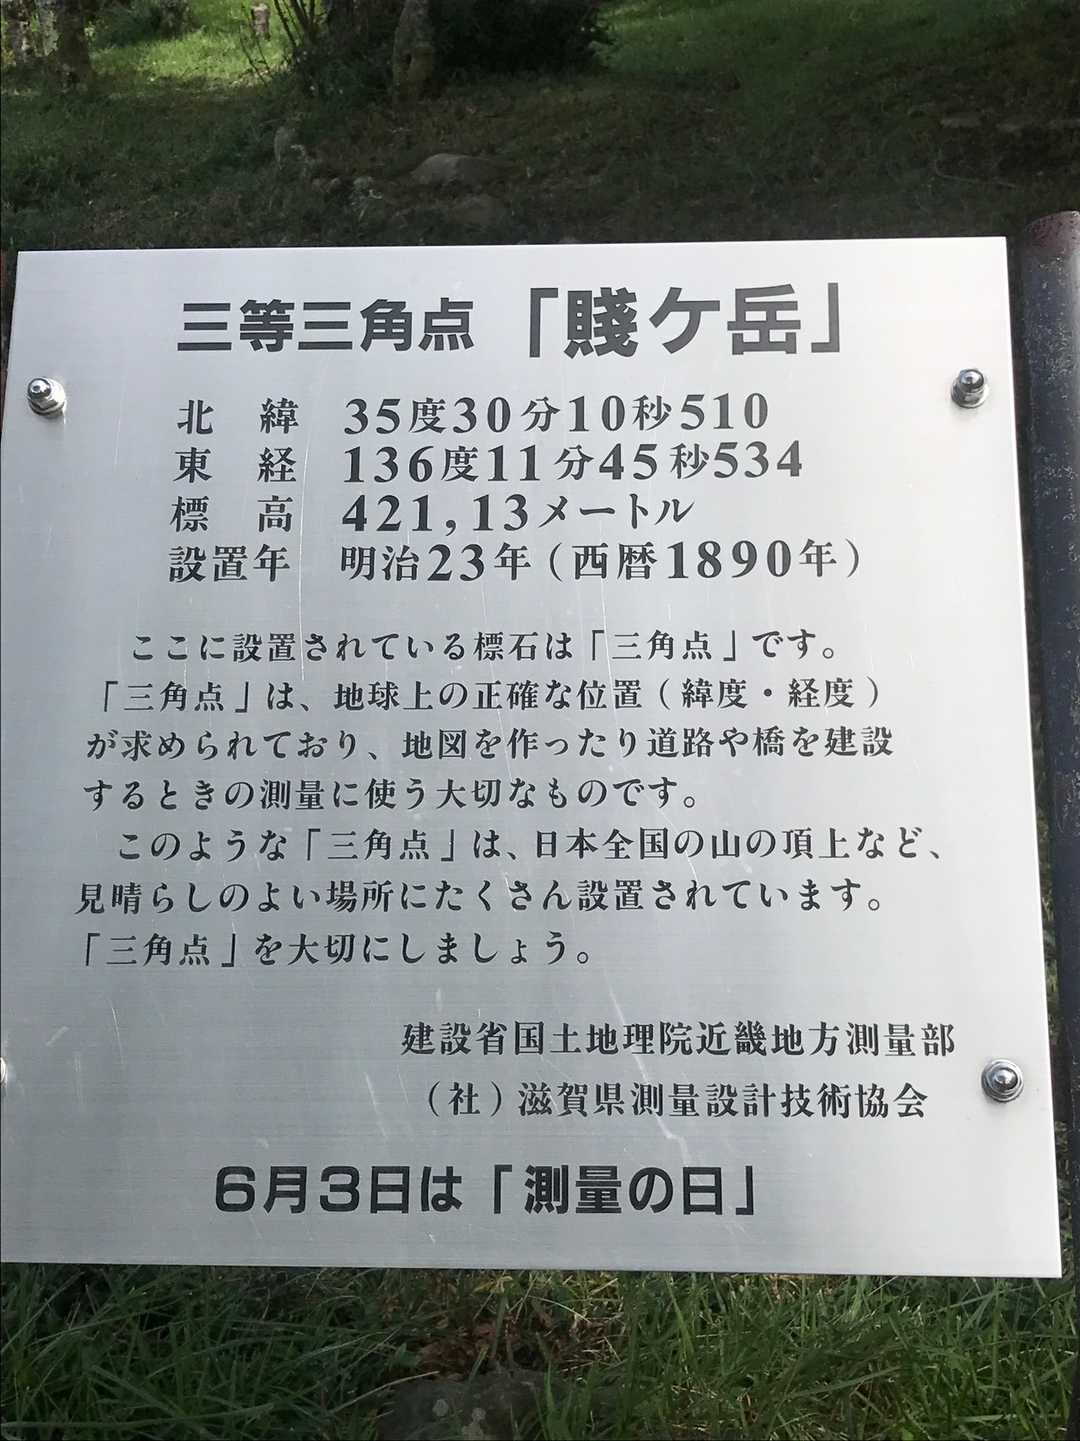 三等三角点「賤ケ岳」
北　緯　35度30分10秒510
東　経　136度11分45秒534
標　高　421,13メートル
設置年　明治23年（西暦1890年）
ここに設置されている標石は「三角点」です。
「三角点」は、地球上の正確な位置（緯度・経度）
が求められており、地図を作ったり道路や橋を建設
するときの測量に使う大切なものです。
このような「三角点」は、日本全国の山の頂上など、
見晴らしのよい場所にたくさん設置されています。
「三角点」を大切にしましょう。
建設省国土地理院近畿地方測量部
（社）滋賀県測量設計技術協会
6月3日は「測量の日」